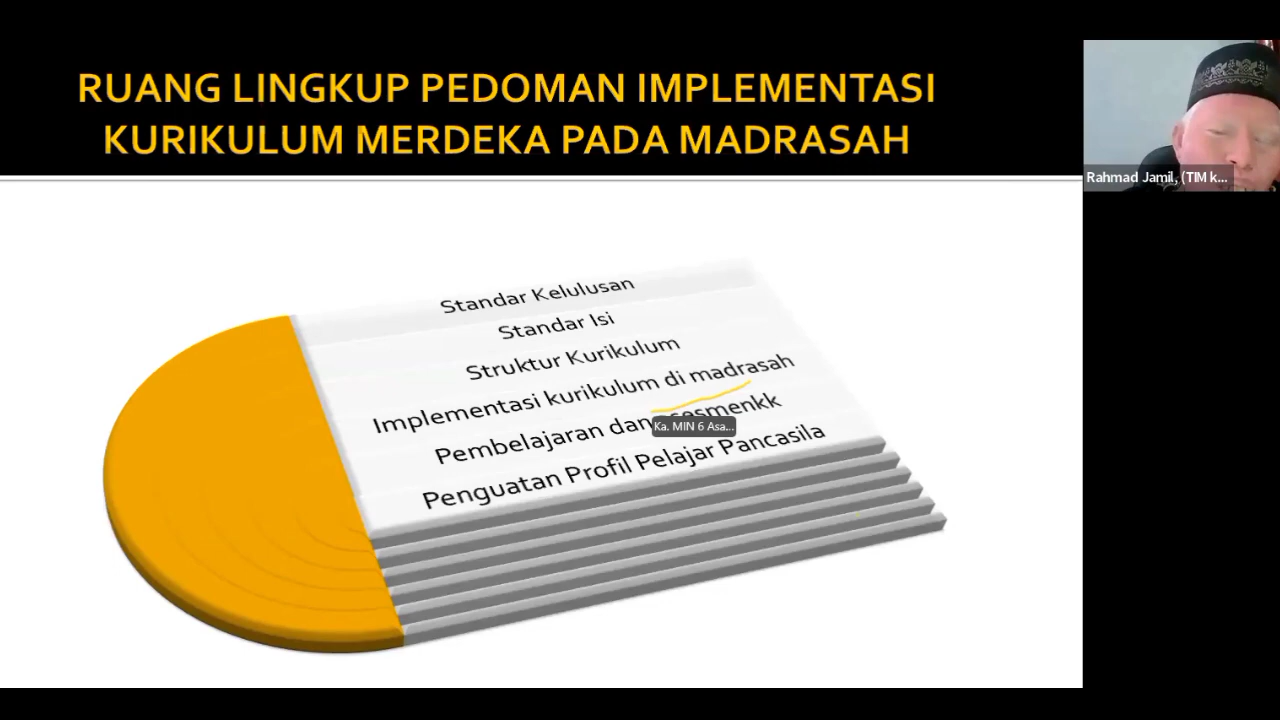 RUANG LINGKUP PEDOMAN IMPLEMENTASI
KURIKULUM MERDEKA PADA MADRASAH
Rahmad Jamil, (TIM k...
Standar Kelulusan
Standar Isi
Struktur Kurikulum
Implementasi kurikulum di madrasah
Pembelajaran dan asesmenkk
Ka. MIN 6 Asa...
Penguatan Profil Pelajar Pancasila